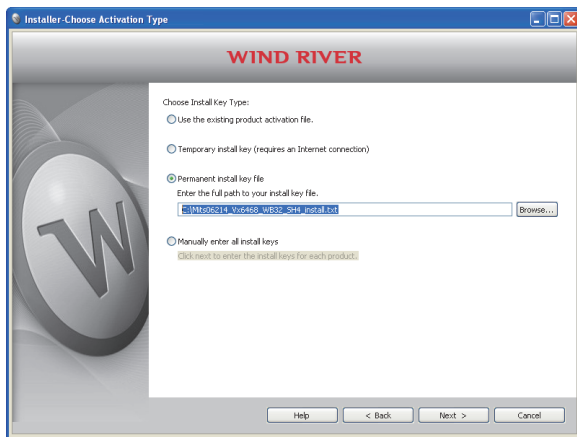 Installer-Choose Activation Type
WIND RIVER
Choose Install Key Type:
Use the existing product activation file.
Temporary install key (requires an Internet connection)
Permanent install key file
Enter the full path to your install key file.
C:\Mits06214_Vx6468_WB32_SH4_install.txt
Browse...
Manually enter all install keys
Click next to enter the install keys for each product.
Help
< Back
Next >
Cancel